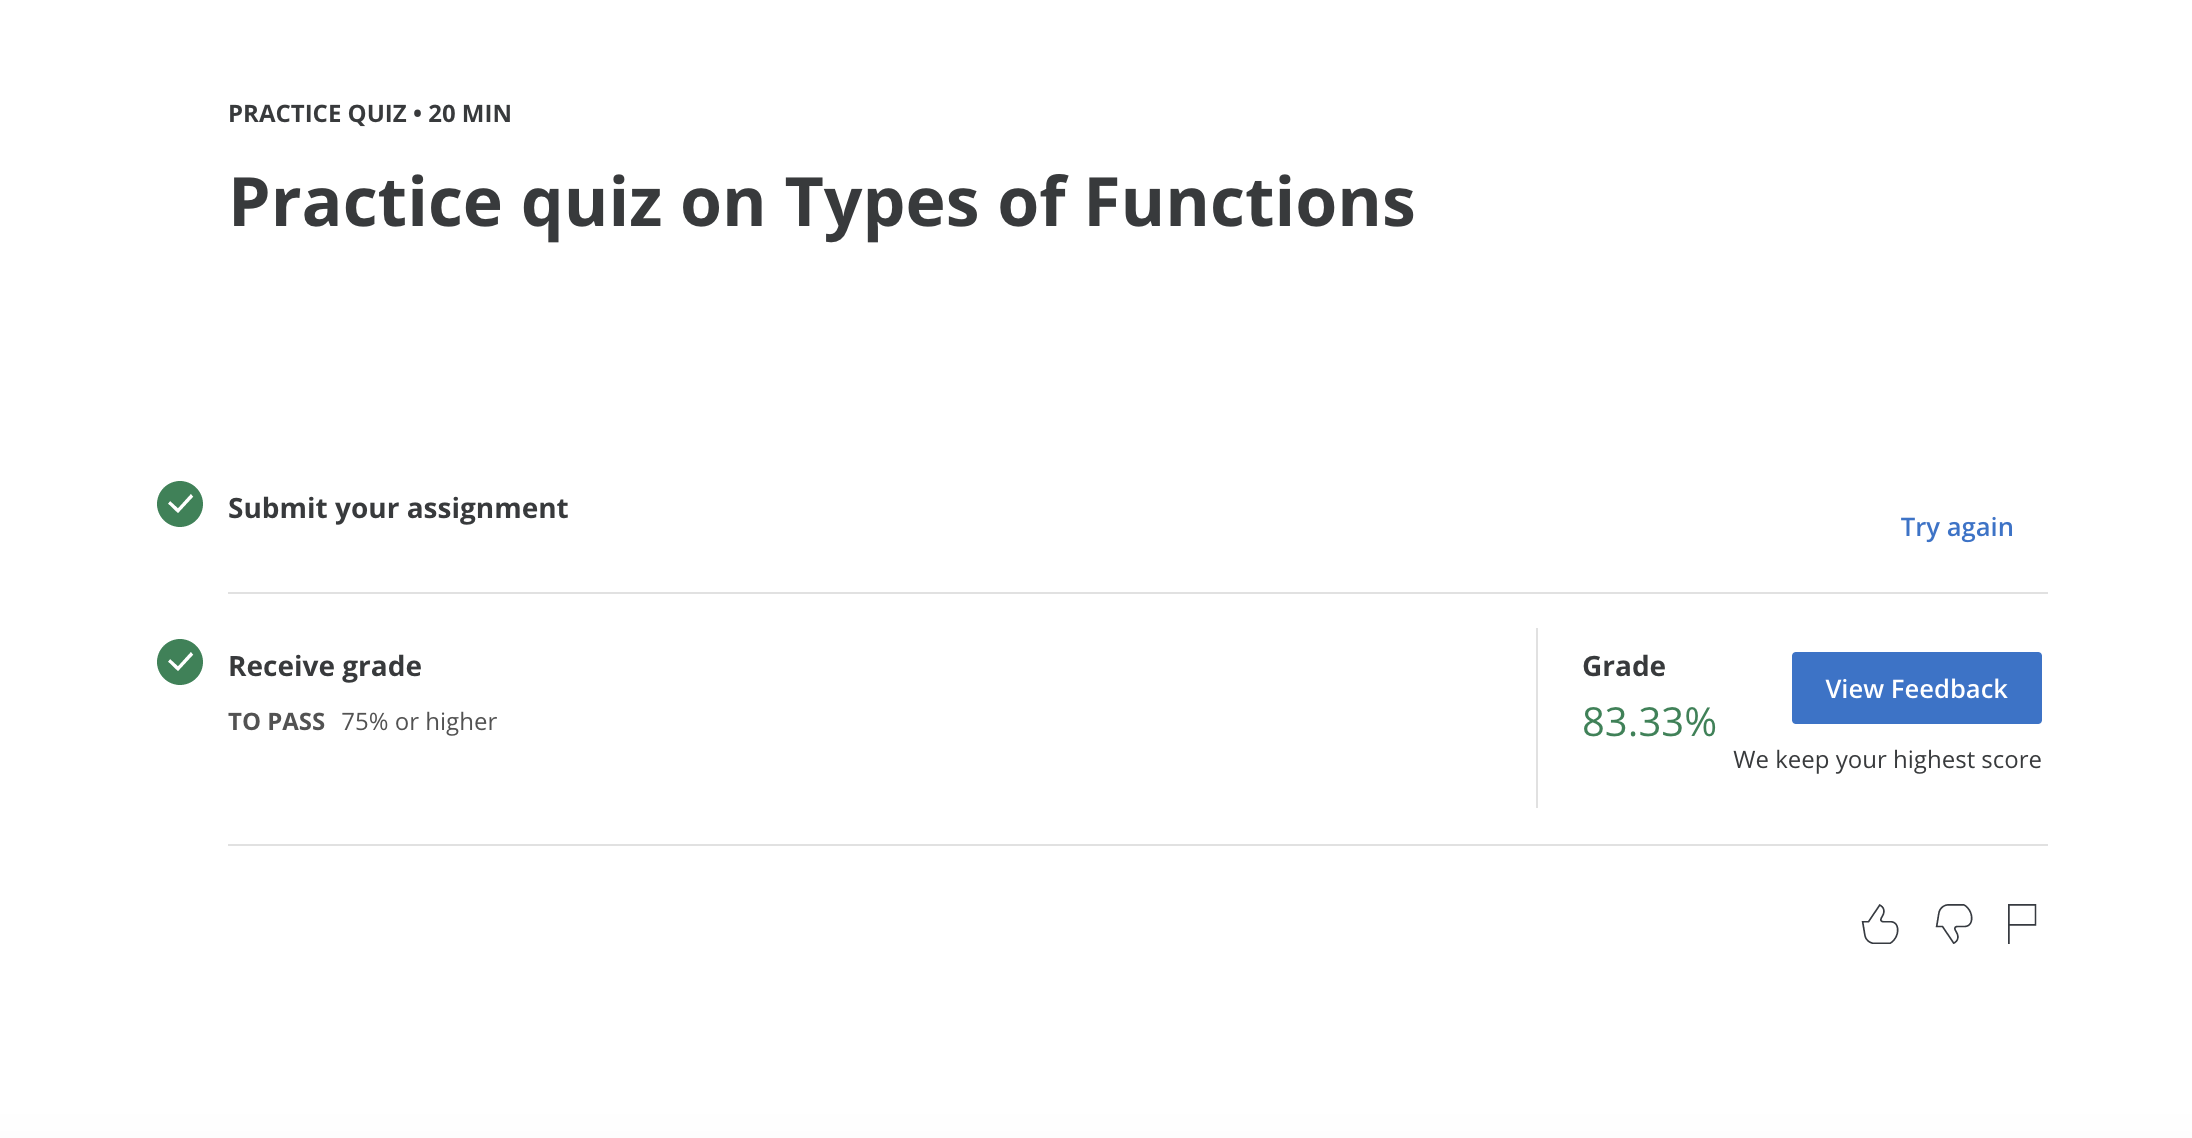 PRACTICE QUIZ • 20 MIN
Practice quiz on Types of Functions
Submit your assignment
Try again
Receive grade
TO PASS 75% or higher
Grade
83.33%
View Feedback
We keep your highest score